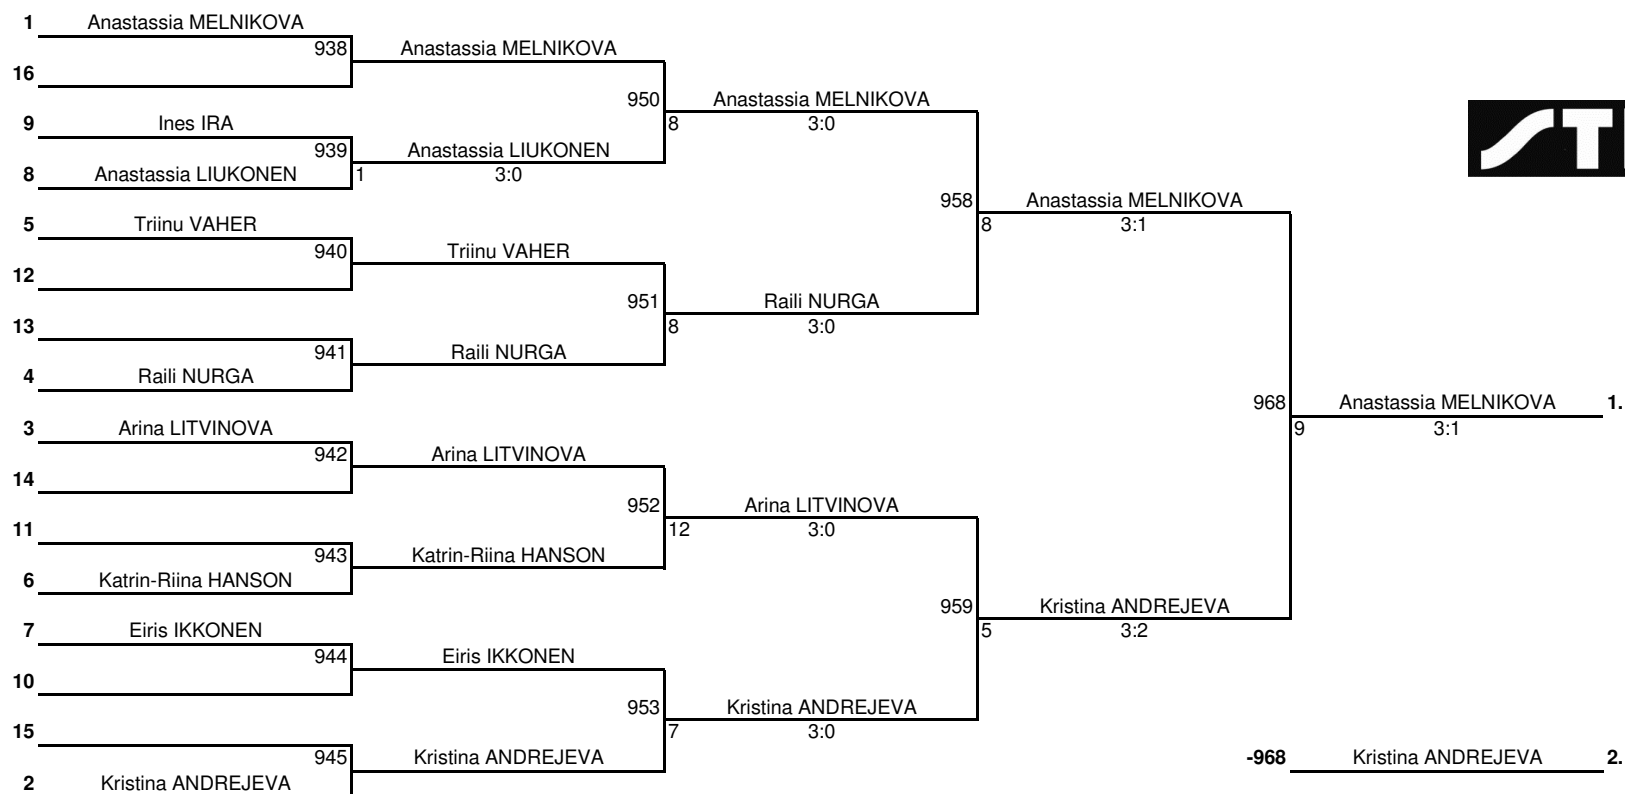 1 Anastassia MELNIKOVA
938 Anastassia MELNIKOVA
16
950 Anastassia MELNIKOVA
9 Ines IRA
8 3:0
939 Anastassia LIUKONEN
8 Anastassia LIUKONEN
1 3:0
958 Anastassia MELNIKOVA
5 Triinu VAHER
8 3:1
940 Triinu VAHER
12
951 Raili NURGA
13
8 3:0
941 Raili NURGA
4 Raili NURGA
968 Anastassia MELNIKOVA 1.
3 Arina LITVINOVA
9 3:1
942 Arina LITVINOVA
14
952 Arina LITVINOVA
11
12 3:0
943 Katrin-Riina HANSON
6 Katrin-Riina HANSON
959 Kristina ANDREJEVA
7 Eiris IKKONEN
5 3:2
944 Eiris IKKONEN
10
953 Kristina ANDREJEVA
15
7 3:0
945 Kristina ANDREJEVA
-968 Kristina ANDREJEVA 2.
2 Kristina ANDREJEVA
ST